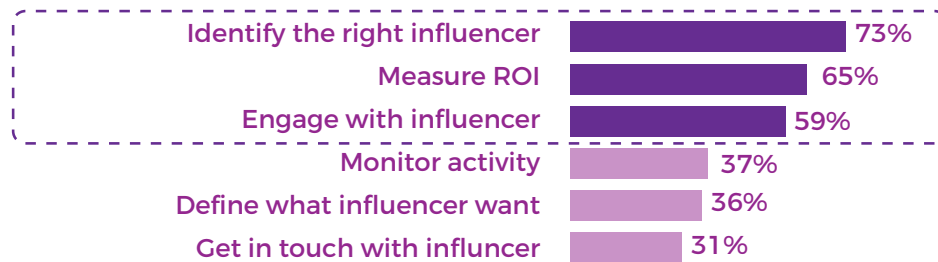 Identify the right influencer 73%
Measure ROI 65%
Engage with influencer 59%
Monitor activity 37%
Define what influencer want 36%
Get in touch with influncer 31%